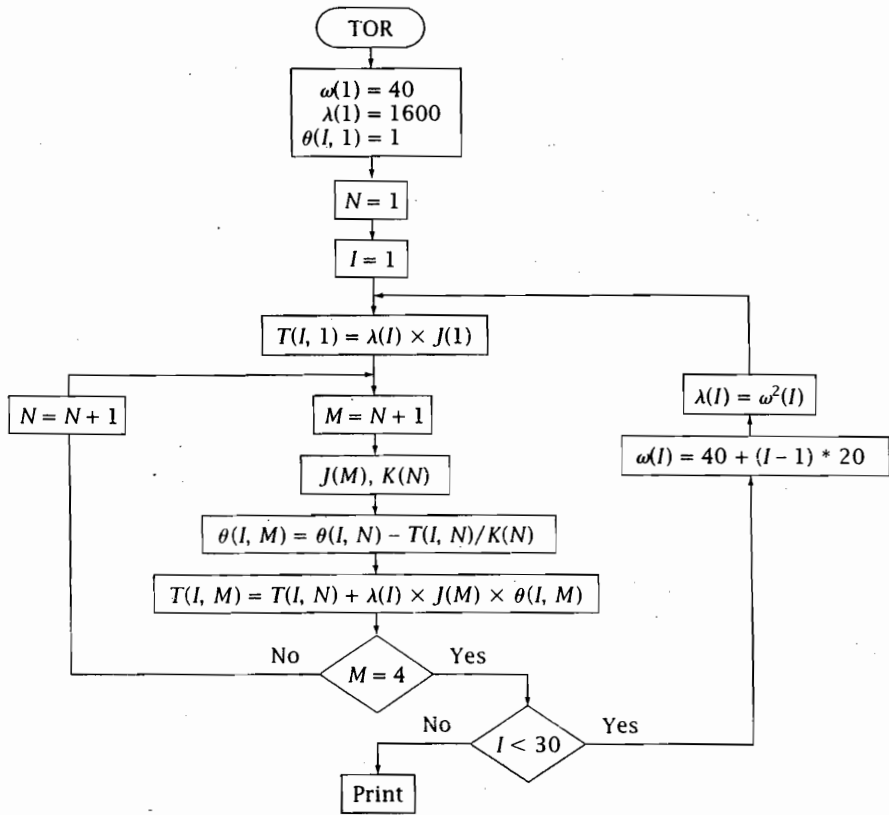 TOR
ω(1) = 40
λ(1) = 1600
θ(I, 1) = 1
N = 1
I = 1
T(I, 1) = λ(I) × J(1)
N = N + 1
M = N + 1
λ(I) = ω²(I)
J(M), K(N)
ω(I) = 40 + (I − 1) * 20
θ(I, M) = θ(I, N) − T(I, N)/K(N)
T(I, M) = T(I, N) + λ(I) × J(M) × θ(I, M)
No
M = 4
Yes
No
I < 30
Yes
Print